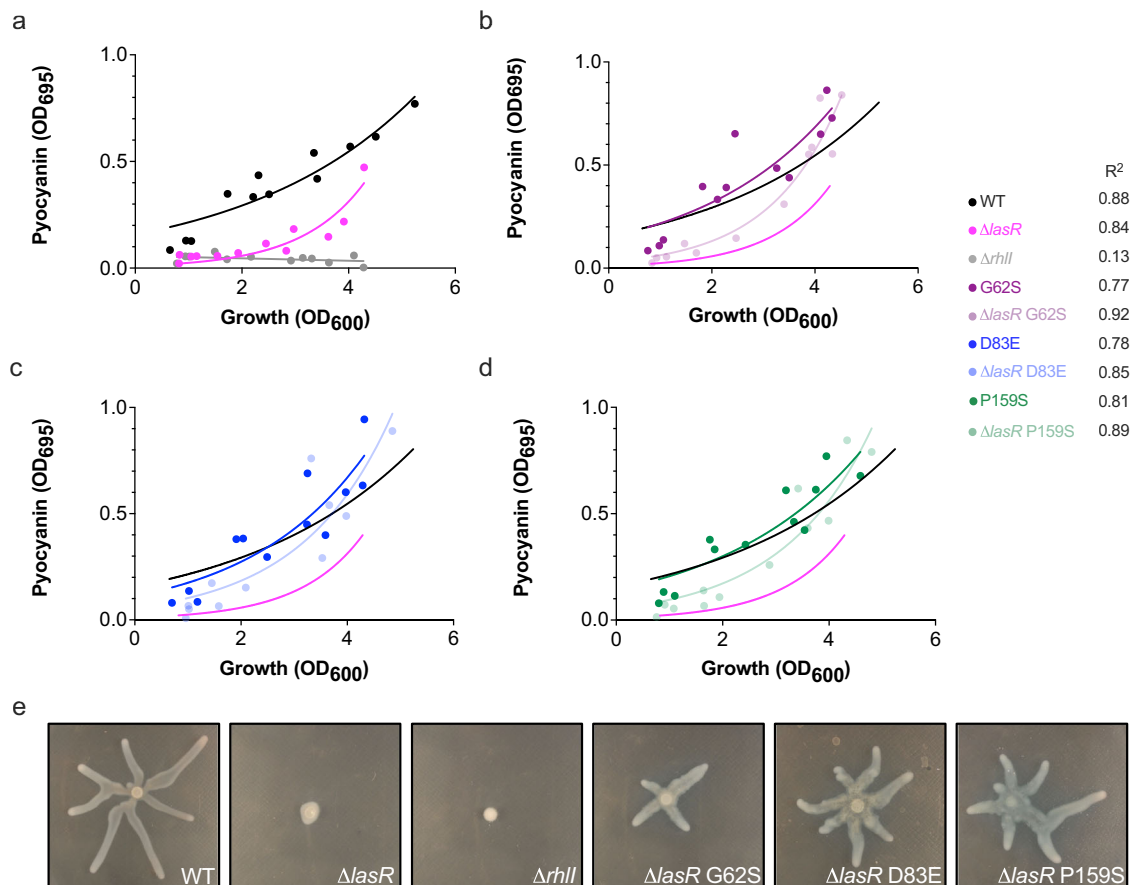 a
b
1.0
0.5
0.0
0
2
4
6
Pyocyanin (OD695)
Growth (OD600)
1.0
0.5
0.0
0
2
4
6
Pyocyanin (OD695)
Growth (OD600)
R2
WT 0.88
ΔlasR 0.84
ΔrhlI 0.13
G62S 0.77
ΔlasR G62S 0.92
D83E 0.78
ΔlasR D83E 0.85
P159S 0.81
ΔlasR P159S 0.89
c
d
1.0
0.5
0.0
0
2
4
6
Pyocyanin (OD695)
Growth (OD600)
1.0
0.5
0.0
0
2
4
6
Pyocyanin (OD695)
Growth (OD600)
e
WT
ΔlasR
ΔrhlI
ΔlasR G62S
ΔlasR D83E
ΔlasR P159S